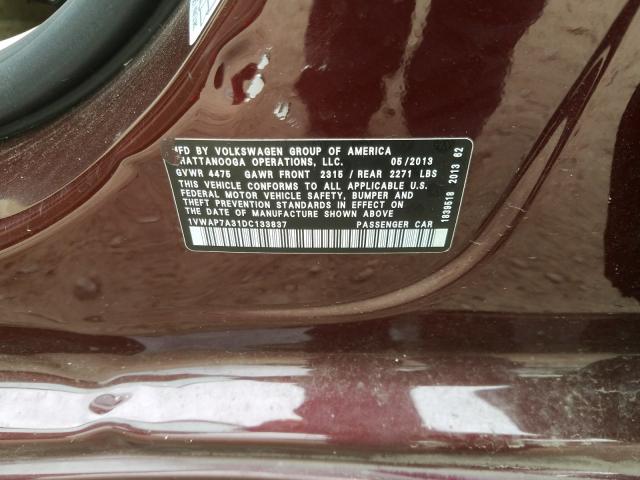 MFD BY VOLKSWAGEN GROUP OF AMERICA
CHATTANOOGA OPERATIONS, LLC. 05/2013
GVWR 4475 GAWR FRONT 2315 / REAR 2271 LBS
THIS VEHICLE CONFORMS TO ALL APPLICABLE U.S.
FEDERAL MOTOR VEHICLE SAFETY, BUMPER AND
THEFT PREVENTION STANDARDS IN EFFECT ON THE
DATE OF MANUFACTURE SHOWN ABOVE
1VWAP7A31DC133837 PASSENGER CAR
1839518 2013 62